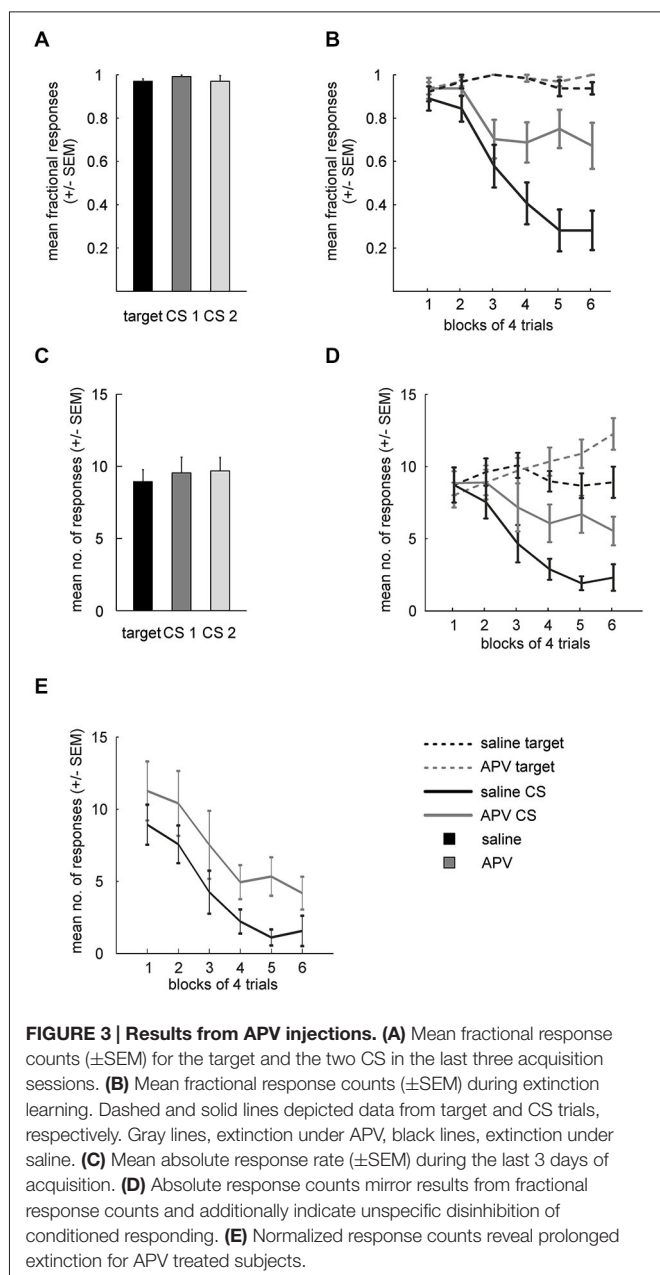 A
mean fractional responses
(+/- SEM)
1
0.8
0.6
0.4
0.2
target CS 1 CS 2
B
mean fractional responses
(+/- SEM)
1
0.8
0.6
0.4
0.2
1 2 3 4 5 6
blocks of 4 trials
C
mean no. of responses (+/- SEM)
15
10
5
0
target CS 1 CS 2
D
mean no. of responses (+/- SEM)
15
10
5
0
1 2 3 4 5 6
blocks of 4 trials
E
mean no. of responses (+/- SEM)
15
10
5
0
1 2 3 4 5 6
blocks of 4 trials
saline target
APV target
saline CS
APV CS
saline
APV
FIGURE 3 | Results from APV injections. (A) Mean fractional response
counts (±SEM) for the target and the two CS in the last three acquisition
sessions. (B) Mean fractional response counts (±SEM) during extinction
learning. Dashed and solid lines depicted data from target and CS trials,
respectively. Gray lines, extinction under APV, black lines, extinction under
saline. (C) Mean absolute response rate (±SEM) during the last 3 days of
acquisition. (D) Absolute response counts mirror results from fractional
response counts and additionally indicate unspecific disinhibition of
conditioned responding. (E) Normalized response counts reveal prolonged
extinction for APV treated subjects.